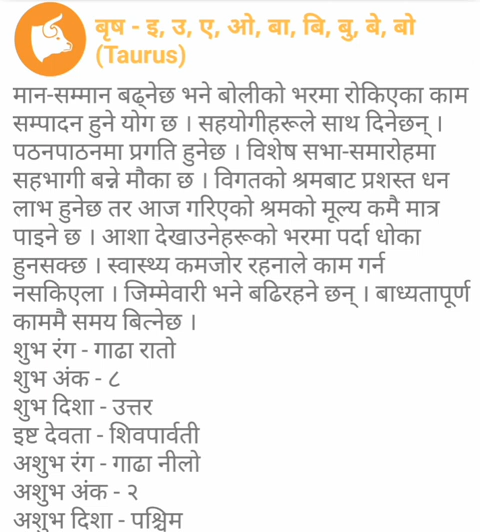 बृष - इ, उ, ए, ओ, बा, बि, बु, बे, बो
(Taurus)
मान-सम्मान बढ्नेछ भने बोलीको भरमा रोकिएका काम
सम्पादन हुने योग छ । सहयोगीहरूले साथ दिनेछन् ।
पठनपाठनमा प्रगति हुनेछ । विशेष सभा-समारोहमा
सहभागी बन्ने मौका छ । विगतको श्रमबाट प्रशस्त धन
लाभ हुनेछ तर आज गरिएको श्रमको मूल्य कमै मात्र
पाइने छ । आशा देखाउनेहरूको भरमा पर्दा धोका
हुनसक्छ । स्वास्थ्य कमजोर रहनाले काम गर्न
नसकिएला । जिम्मेवारी भने बढिरहने छन् । बाध्यतापूर्ण
काममै समय बित्नेछ ।
शुभ रंग - गाढा रातो
शुभ अंक - ८
शुभ दिशा - उत्तर
इष्ट देवता - शिवपार्वती
अशुभ रंग - गाढा नीलो
अशुभ अंक - २
अशुभ दिशा - पश्चिम